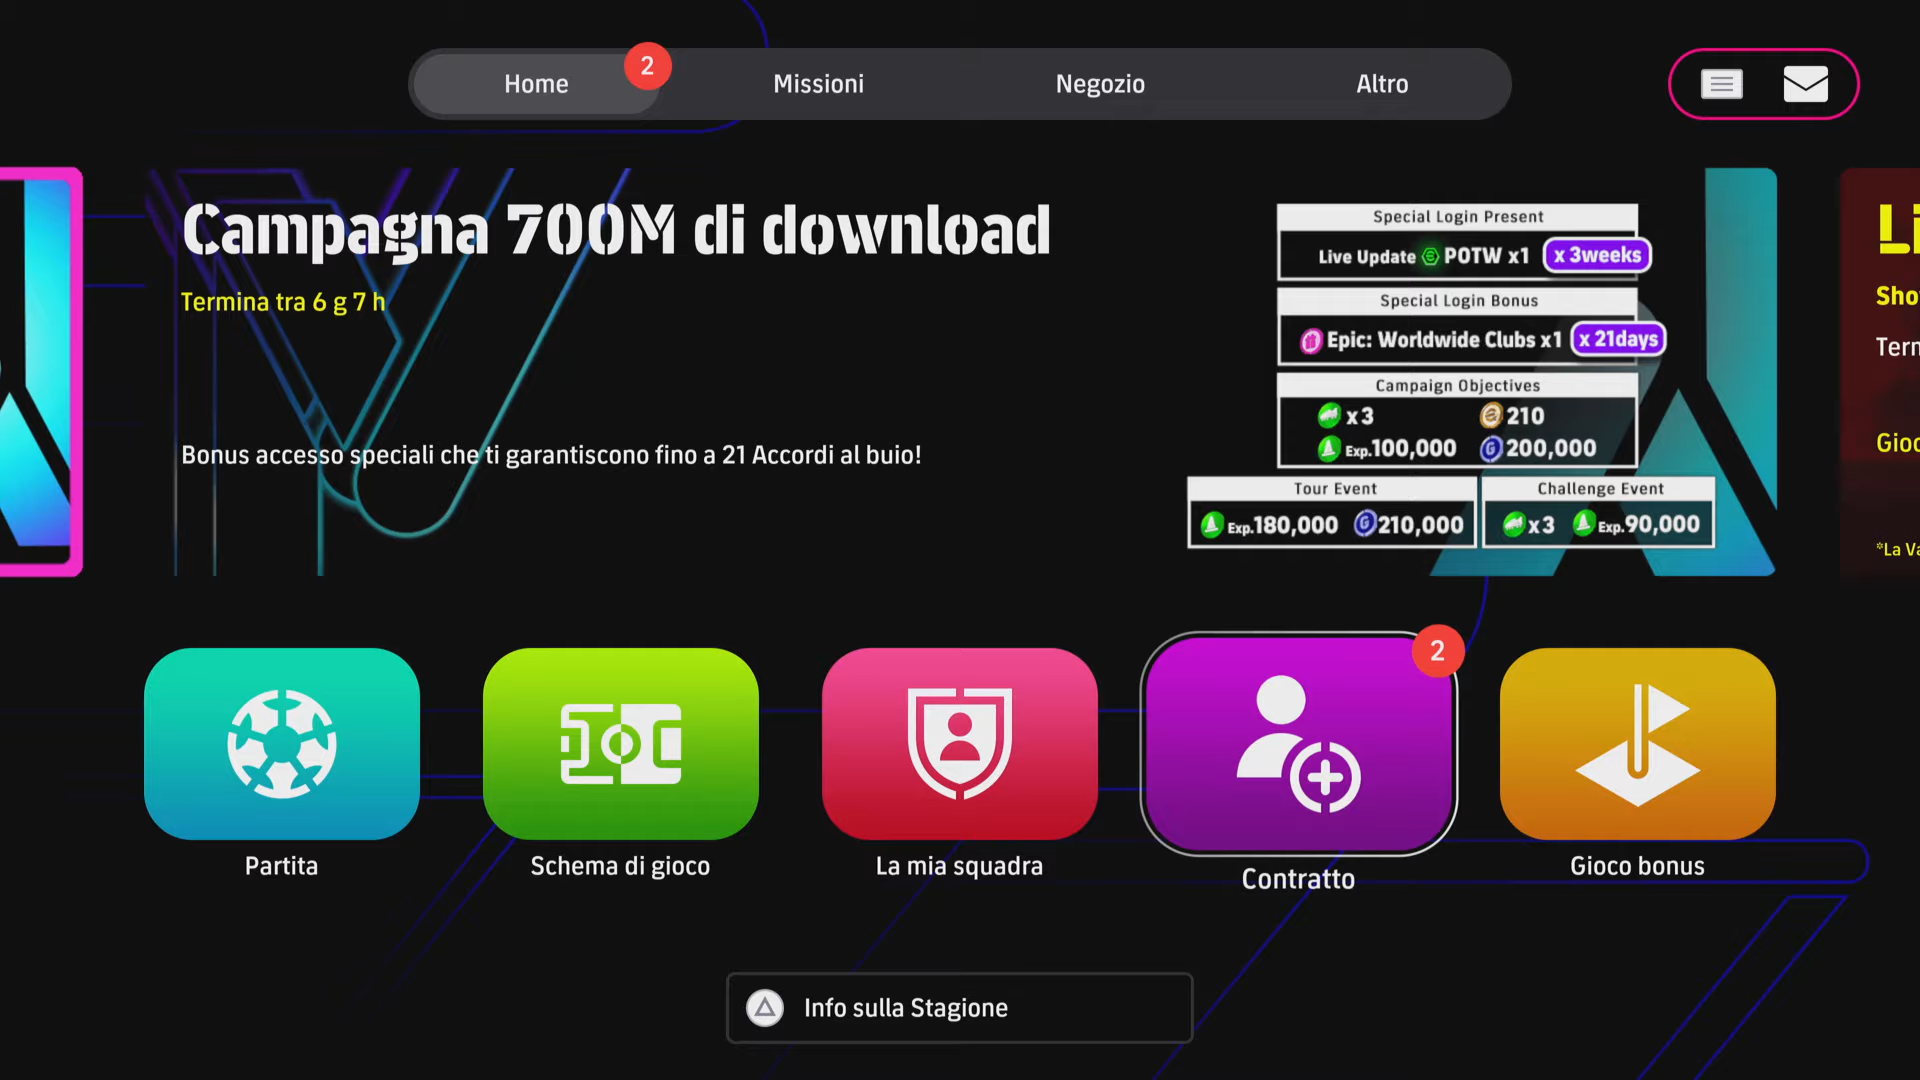 Home
2
Missioni
Negozio
Altro
Campagna 700M di download
Termina tra 6 g 7 h
Bonus accesso speciali che ti garantiscono fino a 21 Accordi al buio!
Special Login Present
Live Update POTW x1 x 3weeks
Special Login Bonus
Epic: Worldwide Clubs x1 x 21days
Campaign Objectives
x3 210
Exp.100,000 200,000
Tour Event
Exp.180,000 210,000
Challenge Event
x3 Exp.90,000
Partita
Schema di gioco
La mia squadra
2
Contratto
Gioco bonus
Info sulla Stagione